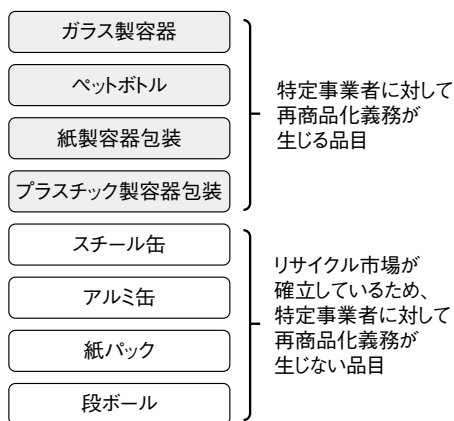 ガラス製容器
ペットボトル
紙製容器包装
プラスチック製容器包装
特定事業者に対して
再商品化義務が
生じる品目
スチール缶
アルミ缶
紙パック
段ボール
リサイクル市場が
確立しているため、
特定事業者に対して
再商品化義務が
生じない品目